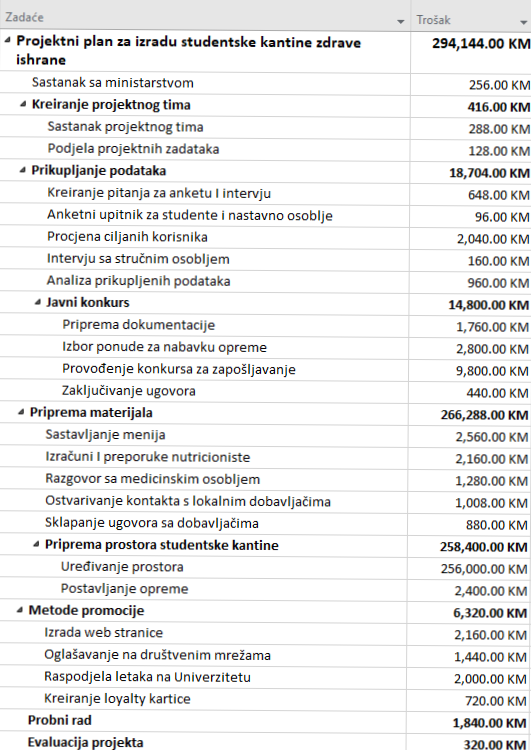 Zadaće Trošak
Projektni plan za izradu studentske kantine zdrave 294,144.00 KM
ishrane
Sastanak sa ministarstvom 256.00 KM
Kreiranje projektnog tima 416.00 KM
Sastanak projektnog tima 288.00 KM
Podjela projektnih zadataka 128.00 KM
Prikupljanje podataka 18,704.00 KM
Kreiranje pitanja za anketu I intervju 648.00 KM
Anketni upitnik za studente i nastavno osoblje 96.00 KM
Procjena ciljanih korisnika 2,040.00 KM
Intervju sa stručnim osobljem 160.00 KM
Analiza prikupljenih podataka 960.00 KM
Javni konkurs 14,800.00 KM
Priprema dokumentacije 1,760.00 KM
Izbor ponude za nabavku opreme 2,800.00 KM
Provođenje konkursa za zapošljavanje 9,800.00 KM
Zaključivanje ugovora 440.00 KM
Priprema materijala 266,288.00 KM
Sastavljanje menija 2,560.00 KM
Izračuni I preporuke nutricioniste 2,160.00 KM
Razgovor sa medicinskim osobljem 1,280.00 KM
Ostvarivanje kontakta s lokalnim dobavljačima 1,008.00 KM
Sklapanje ugovora sa dobavljačima 880.00 KM
Priprema prostora studentske kantine 258,400.00 KM
Uređivanje prostora 256,000.00 KM
Postavljanje opreme 2,400.00 KM
Metode promocije 6,320.00 KM
Izrada web stranice 2,160.00 KM
Oglašavanje na društvenim mrežama 1,440.00 KM
Raspodjela letaka na Univerzitetu 2,000.00 KM
Kreiranje loyalty kartice 720.00 KM
Probni rad 1,840.00 KM
Evaluacija projekta 320.00 KM